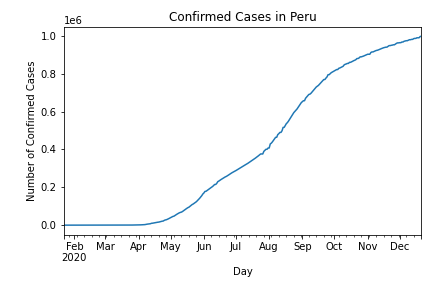 Confirmed Cases in Peru
1e6
Number of Confirmed Cases
1.0
0.8
0.6
0.4
0.2
0.0
Feb Mar Apr May Jun Jul Aug Sep Oct Nov Dec
2020
Day